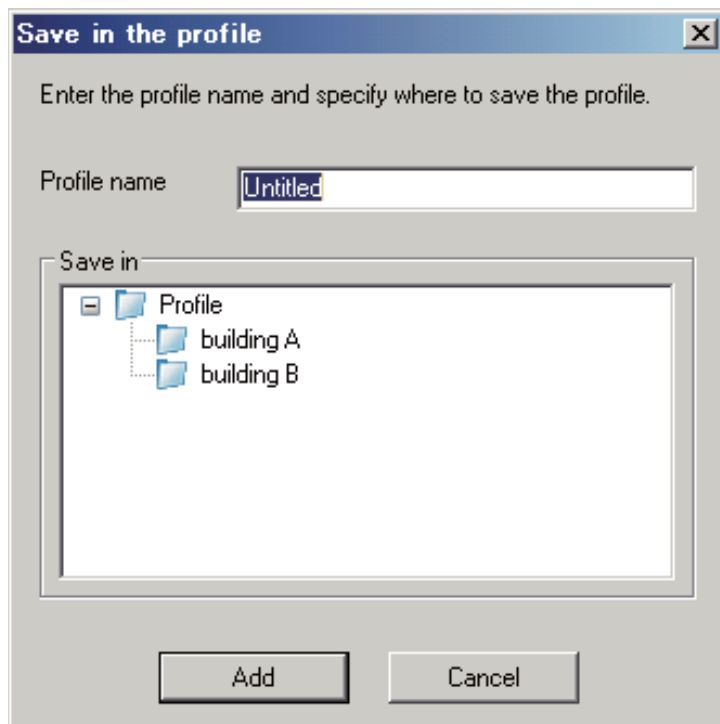 Save in the profile
Enter the profile name and specify where to save the profile.
Profile name
Untitled
Save in
Profile
building A
building B
Add
Cancel